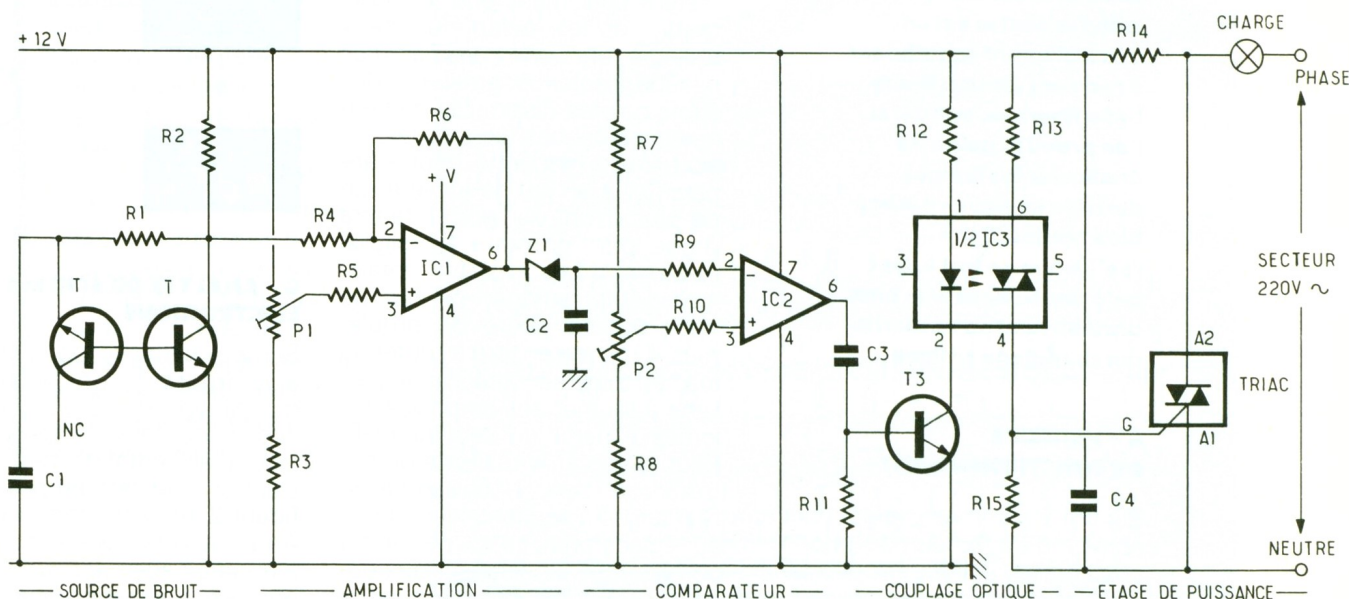 + 12 V
R2
R1
T
T
NC
C1
R4
R5
P1
R3
R6
+ V
2
7
IC1
6
3
4
Z1
C2
R7
P2
R8
R9
R10
2
7
IC2
6
3
4
C3
R11
T3
R12
R13
1
6
1/2 IC3
3
5
2
4
R14
CHARGE
PHASE
SECTEUR
220V ~
A2
TRIAC
G
A1
R15
C4
NEUTRE
SOURCE DE BRUIT
AMPLIFICATION
COMPARATEUR
COUPLAGE OPTIQUE
ETAGE DE PUISSANCE